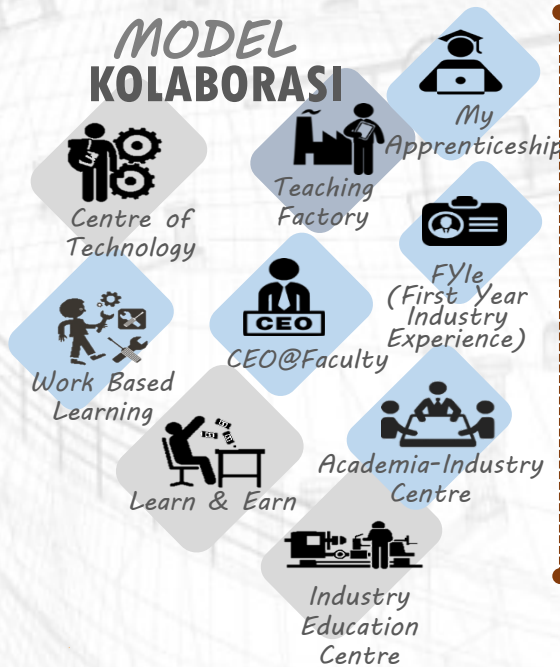 MODEL
KOLABORASI
My
Apprenticeship
Centre of
Technology
Teaching
Factory
FYIe
(First Year
Industry
Experience)
Work Based
Learning
CEO
CEO@Faculty
Academia-Industry
Centre
Learn & Earn
Industry
Education
Centre